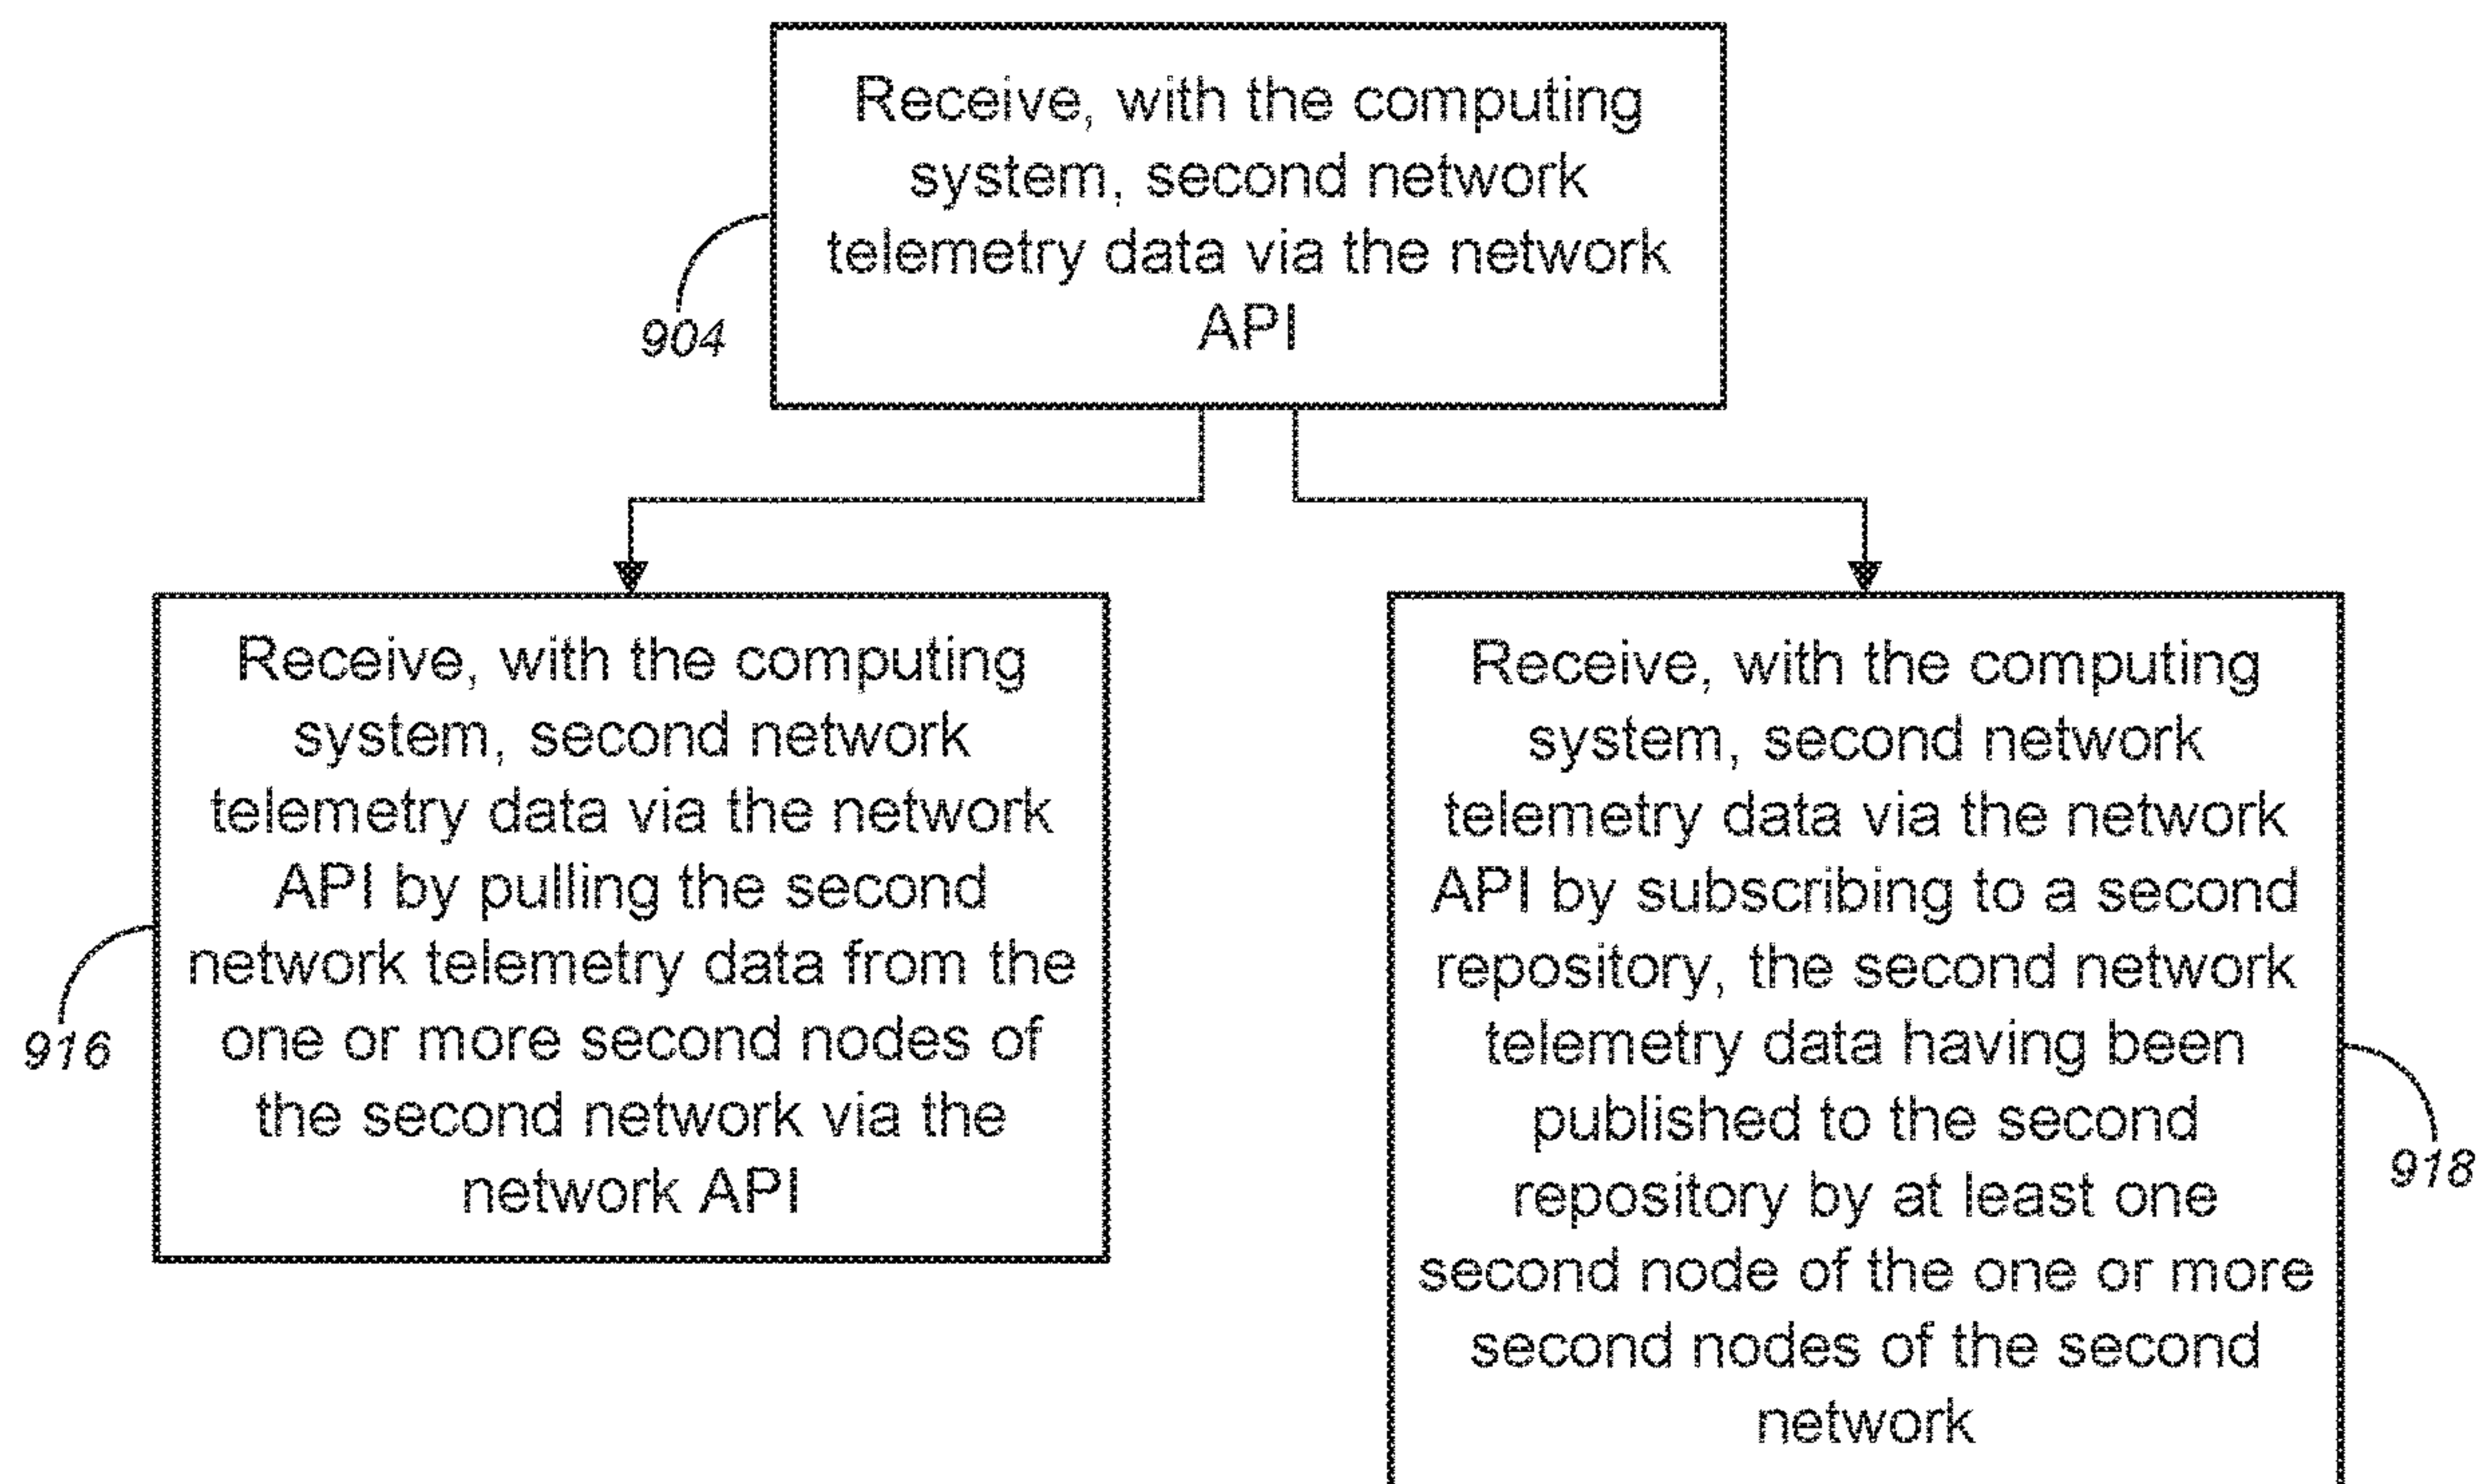 Receive, with the computing
system, second network
telemetry data via the network
API
904
Receive, with the computing
system, second network
telemetry data via the network
API by pulling the second
network telemetry data from the
one or more second nodes of
the second network via the
network API
916
Receive, with the computing
system, second network
telemetry data via the network
API by subscribing to a second
repository, the second network
telemetry data having been
published to the second
repository by at least one
second node of the one or more
second nodes of the second
network
918